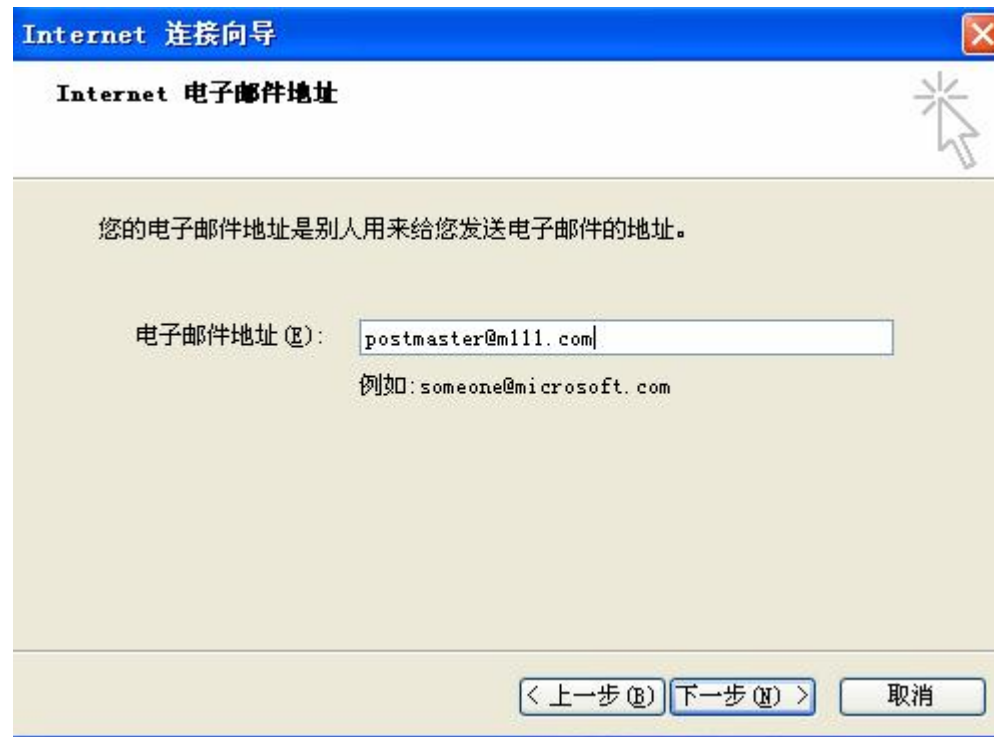 Internet 连接向导
Internet 电子邮件地址
您的电子邮件地址是别人用来给您发送电子邮件的地址。
电子邮件地址(E): postmaster@m111.com
例如:someone@microsoft.com
< 上一步(B) 下一步(N) > 取消